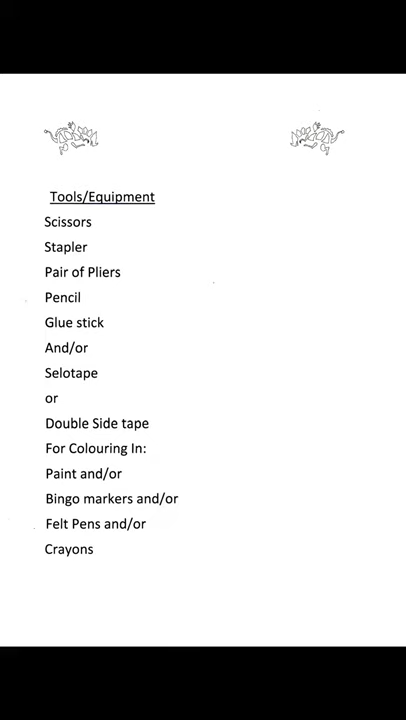 Tools/Equipment
Scissors
Stapler
Pair of Pliers
Pencil
Glue stick
And/or
Selotape
or
Double Side tape
For Colouring In:
Paint and/or
Bingo markers and/or
Felt Pens and/or
Crayons